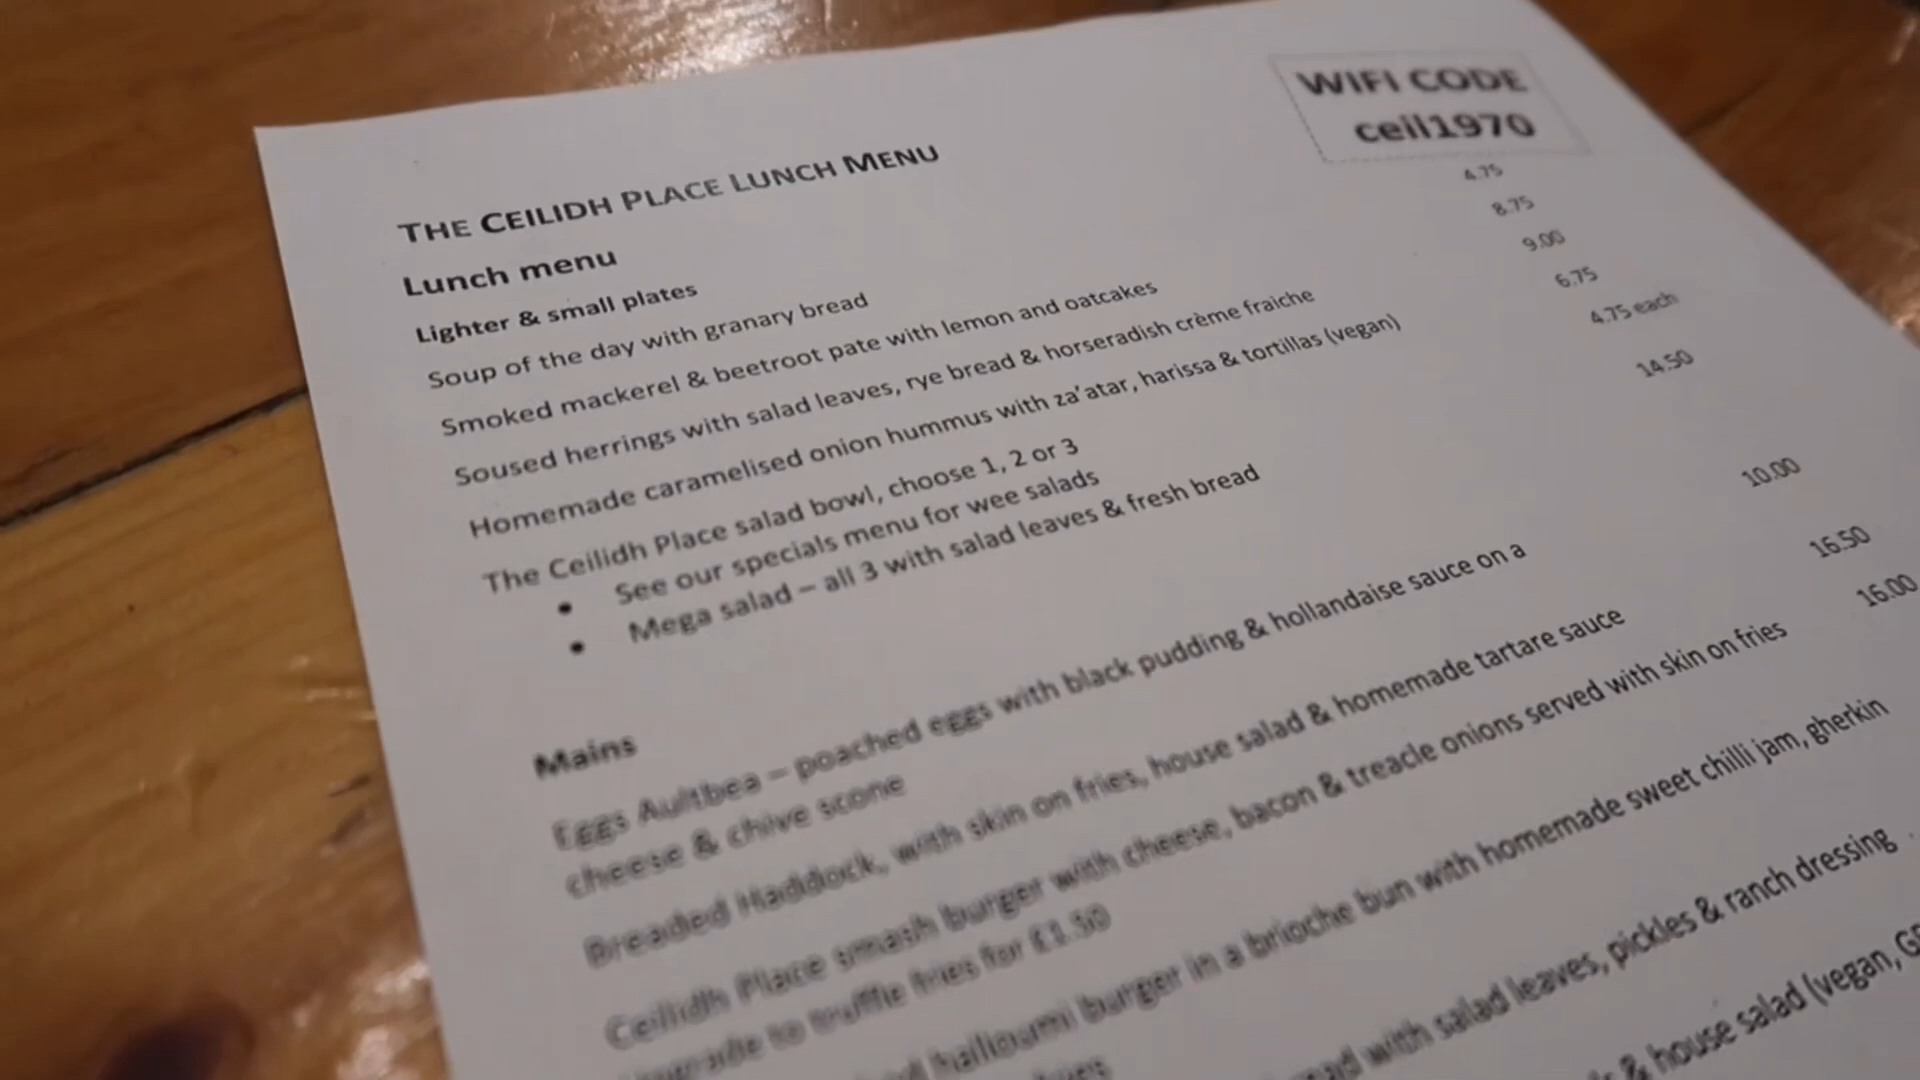 WIFI CODE
ceil1970
THE CEILIDH PLACE LUNCH MENU
Lunch menu
Lighter & small plates
Soup of the day with granary bread 4.75
Smoked mackerel & beetroot pate with lemon and oatcakes 8.75
Soused herrings with salad leaves, rye bread & horseradish crème fraiche 9.00
Homemade caramelised onion hummus with za'atar, harissa & tortillas (vegan) 6.75
The Ceilidh Place salad bowl, choose 1, 2 or 3 4.75 each
• See our specials menu for wee salads
• Mega salad – all 3 with salad leaves & fresh bread 14.50
Mains
Eggs Aultbea – poached eggs with black pudding & hollandaise sauce on a 10.00
cheese & chive scone
Breaded Haddock, with skin on fries, house salad & homemade tartare sauce 16.50
Ceilidh Place smash burger with cheese, bacon & treacle onions served with skin on fries 16.00
to truffle fries for £1.50
halloumi burger in a brioche bun with homemade sweet chilli jam, gherkin
with salad leaves, pickles & ranch dressing
& house salad (vegan,